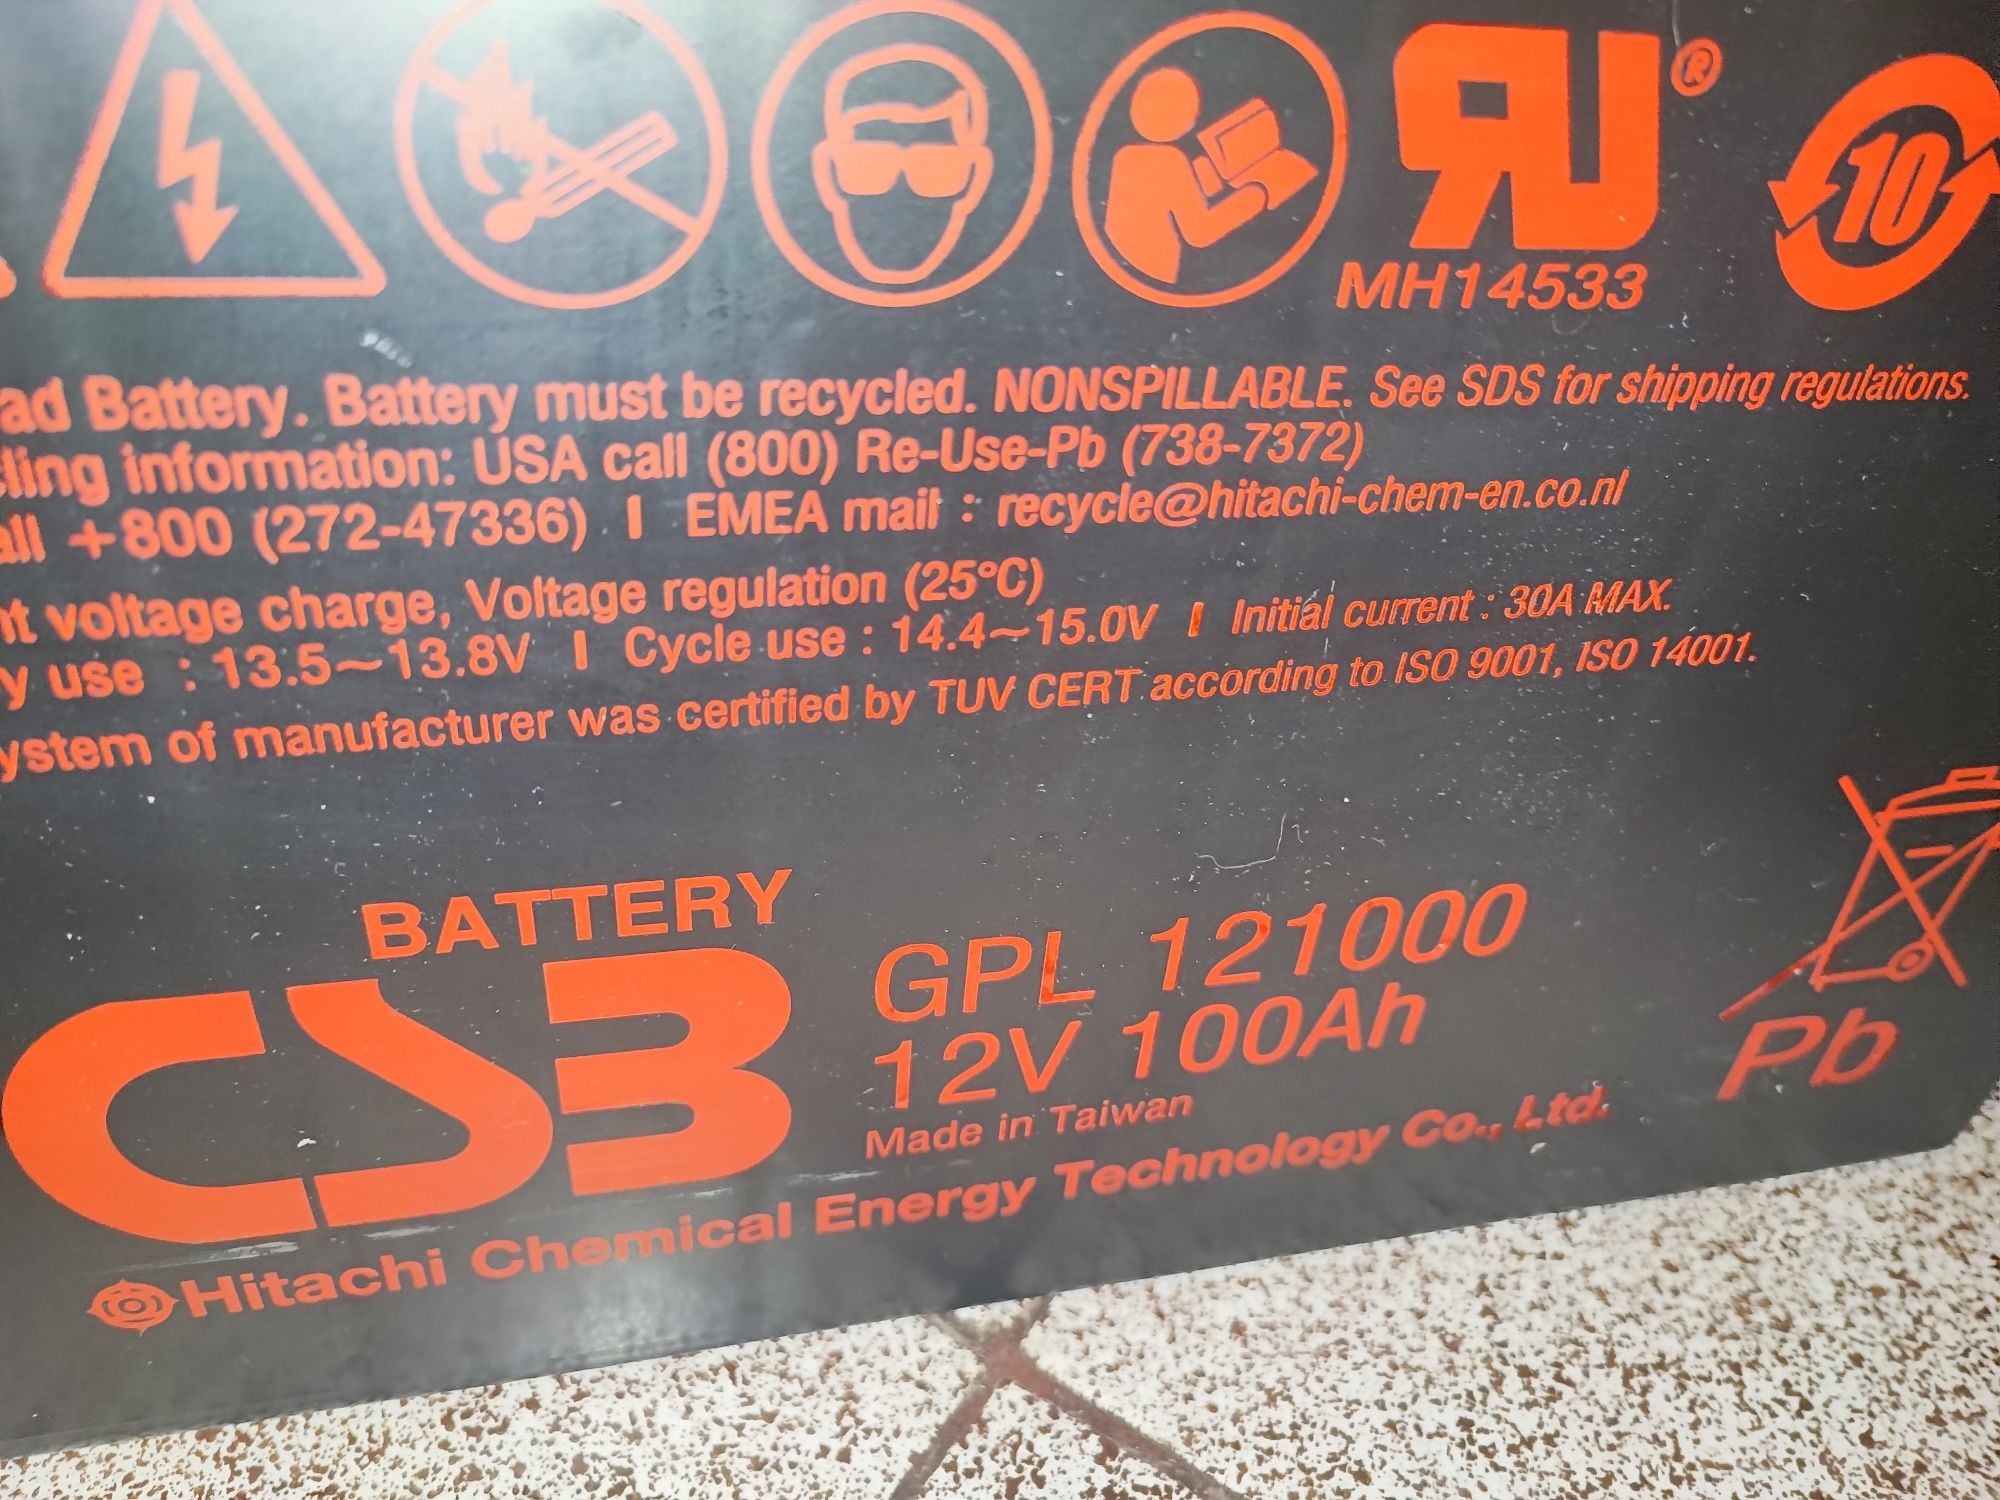 R
MH14533
10
ad Battery. Battery must be recycled. NONSPILLABLE. See SDS for shipping regulations.
ling information: USA call (800) Re-Use-Pb (738-7372)
all +800 (272-47336) I EMEA mail : recycle@hitachi-chem-en.co.nl
nt voltage charge, Voltage regulation (25°C)
y use : 13.5~13.8V I Cycle use : 14.4~15.0V I Initial current : 30A MAX.
ystem of manufacturer was certified by TUV CERT according to ISO 9001, ISO 14001.
BATTERY
CSB
GPL 121000
12V 100Ah
Made in Taiwan
Hitachi Chemical Energy Technology Co., Ltd.
Pb